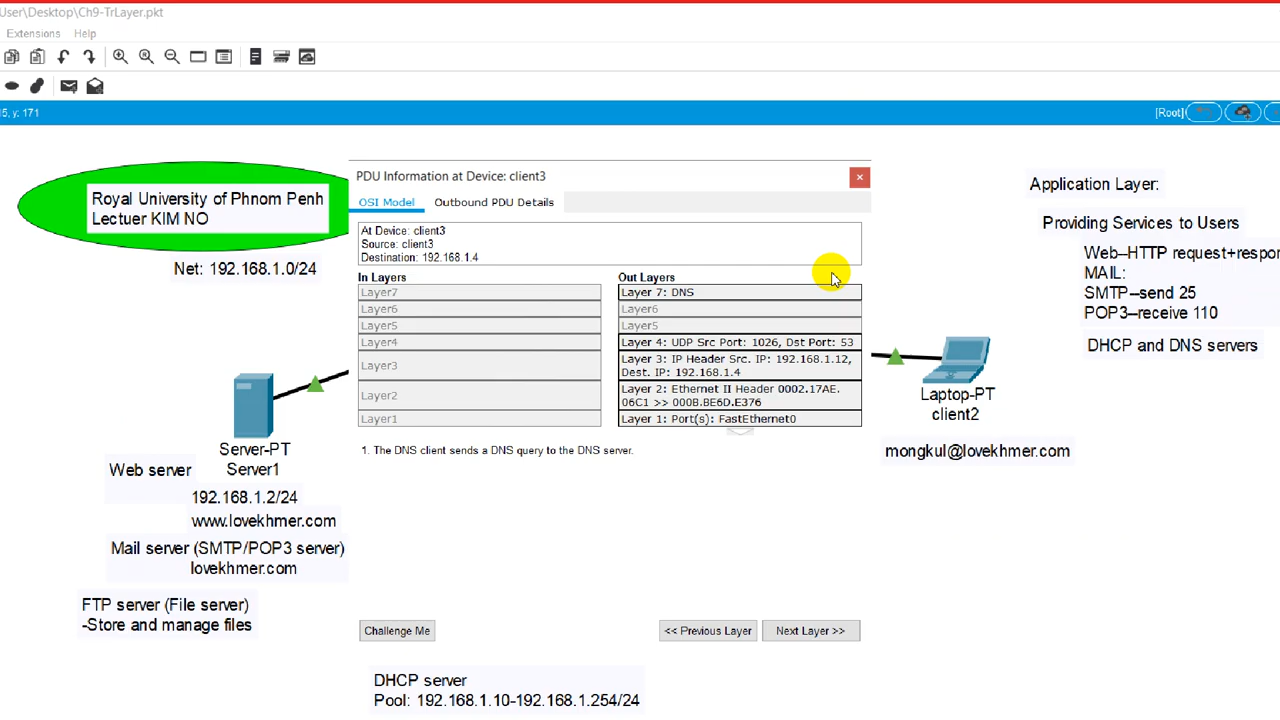 User\Desktop\Ch9-TrLayer.pkt
Extensions Help
5, y: 171
[Root]
Royal University of Phnom Penh
Lectuer KIM NO
Net: 192.168.1.0/24
PDU Information at Device: client3
OSI Model Outbound PDU Details
At Device: client3
Source: client3
Destination: 192.168.1.4
In Layers
Layer7
Layer6
Layer5
Layer4
Layer3
Layer2
Layer1
Out Layers
Layer 7: DNS
Layer6
Layer5
Layer 4: UDP Src Port: 1026, Dst Port: 53
Layer 3: IP Header Src. IP: 192.168.1.12,
Dest. IP: 192.168.1.4
Layer 2: Ethernet II Header 0002.17AE.
06C1 >> 000B.BE6D.E376
Layer 1: Port(s): FastEthernet0
1. The DNS client sends a DNS query to the DNS server.
Challenge Me
<< Previous Layer
Next Layer >>
Application Layer:
Providing Services to Users
Web--HTTP request+respon
MAIL:
SMTP--send 25
POP3--receive 110
DHCP and DNS servers
Laptop-PT
client2
mongkul@lovekhmer.com
Server-PT
Server1
Web server
192.168.1.2/24
www.lovekhmer.com
Mail server (SMTP/POP3 server)
lovekhmer.com
FTP server (File server)
-Store and manage files
DHCP server
Pool: 192.168.1.10-192.168.1.254/24